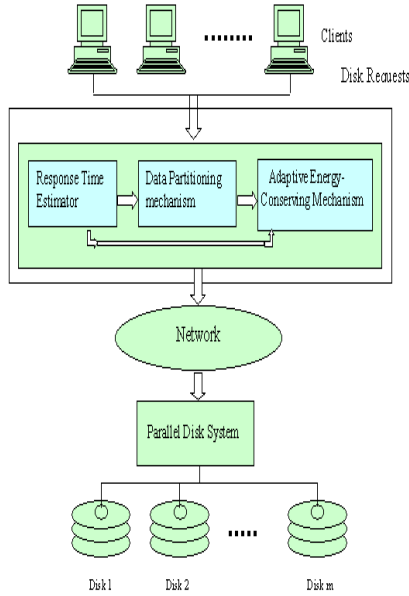 Clients
Disk Requests
Response Time
Estimator
Data Partitioning
mechanism
Adaptive Energy-
Conserving Mechanism
Network
Parallel Disk System
Disk 1
Disk 2
Disk m